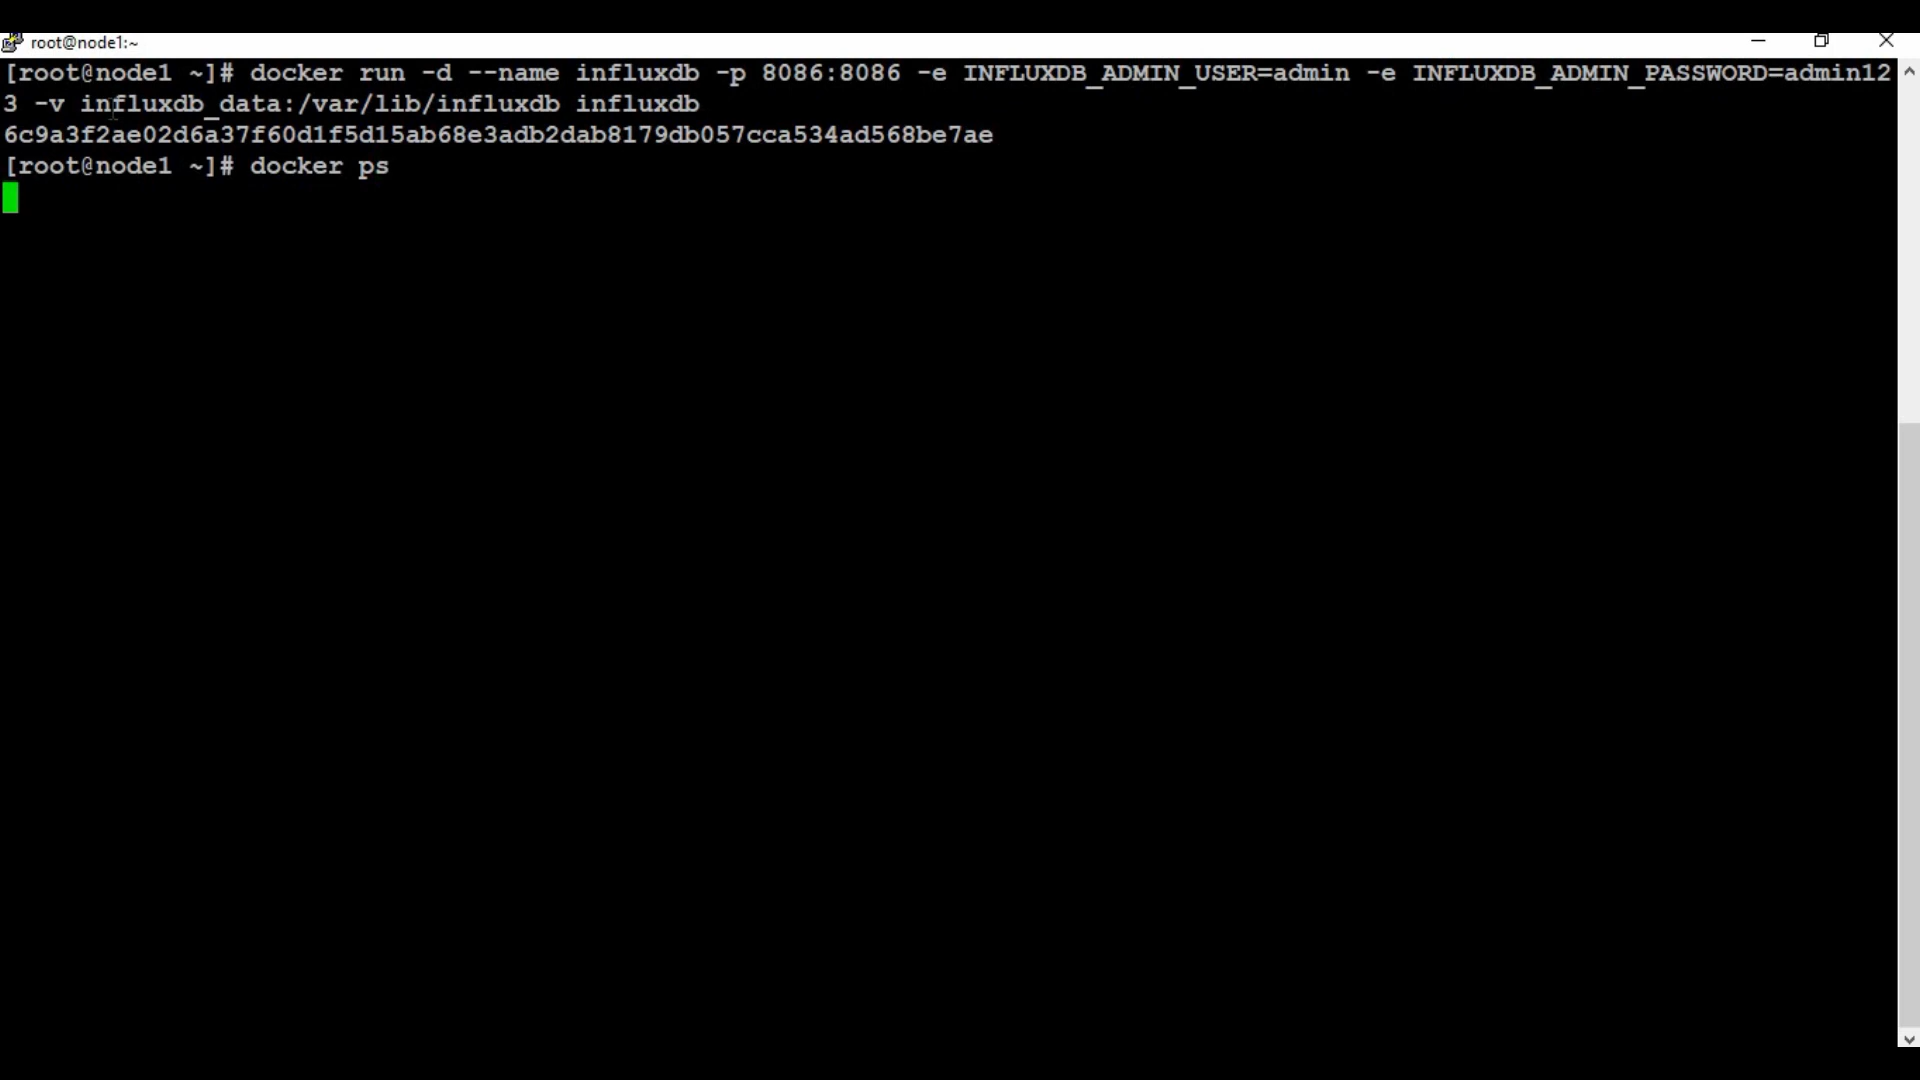 root@node1:~
[root@node1 ~]# docker run -d --name influxdb -p 8086:8086 -e INFLUXDB_ADMIN_USER=admin -e INFLUXDB_ADMIN_PASSWORD=admin12
3 -v influxdb_data:/var/lib/influxdb influxdb
6c9a3f2ae02d6a37f60d1f5d15ab68e3adb2dab8179db057cca534ad568be7ae
[root@node1 ~]# docker ps